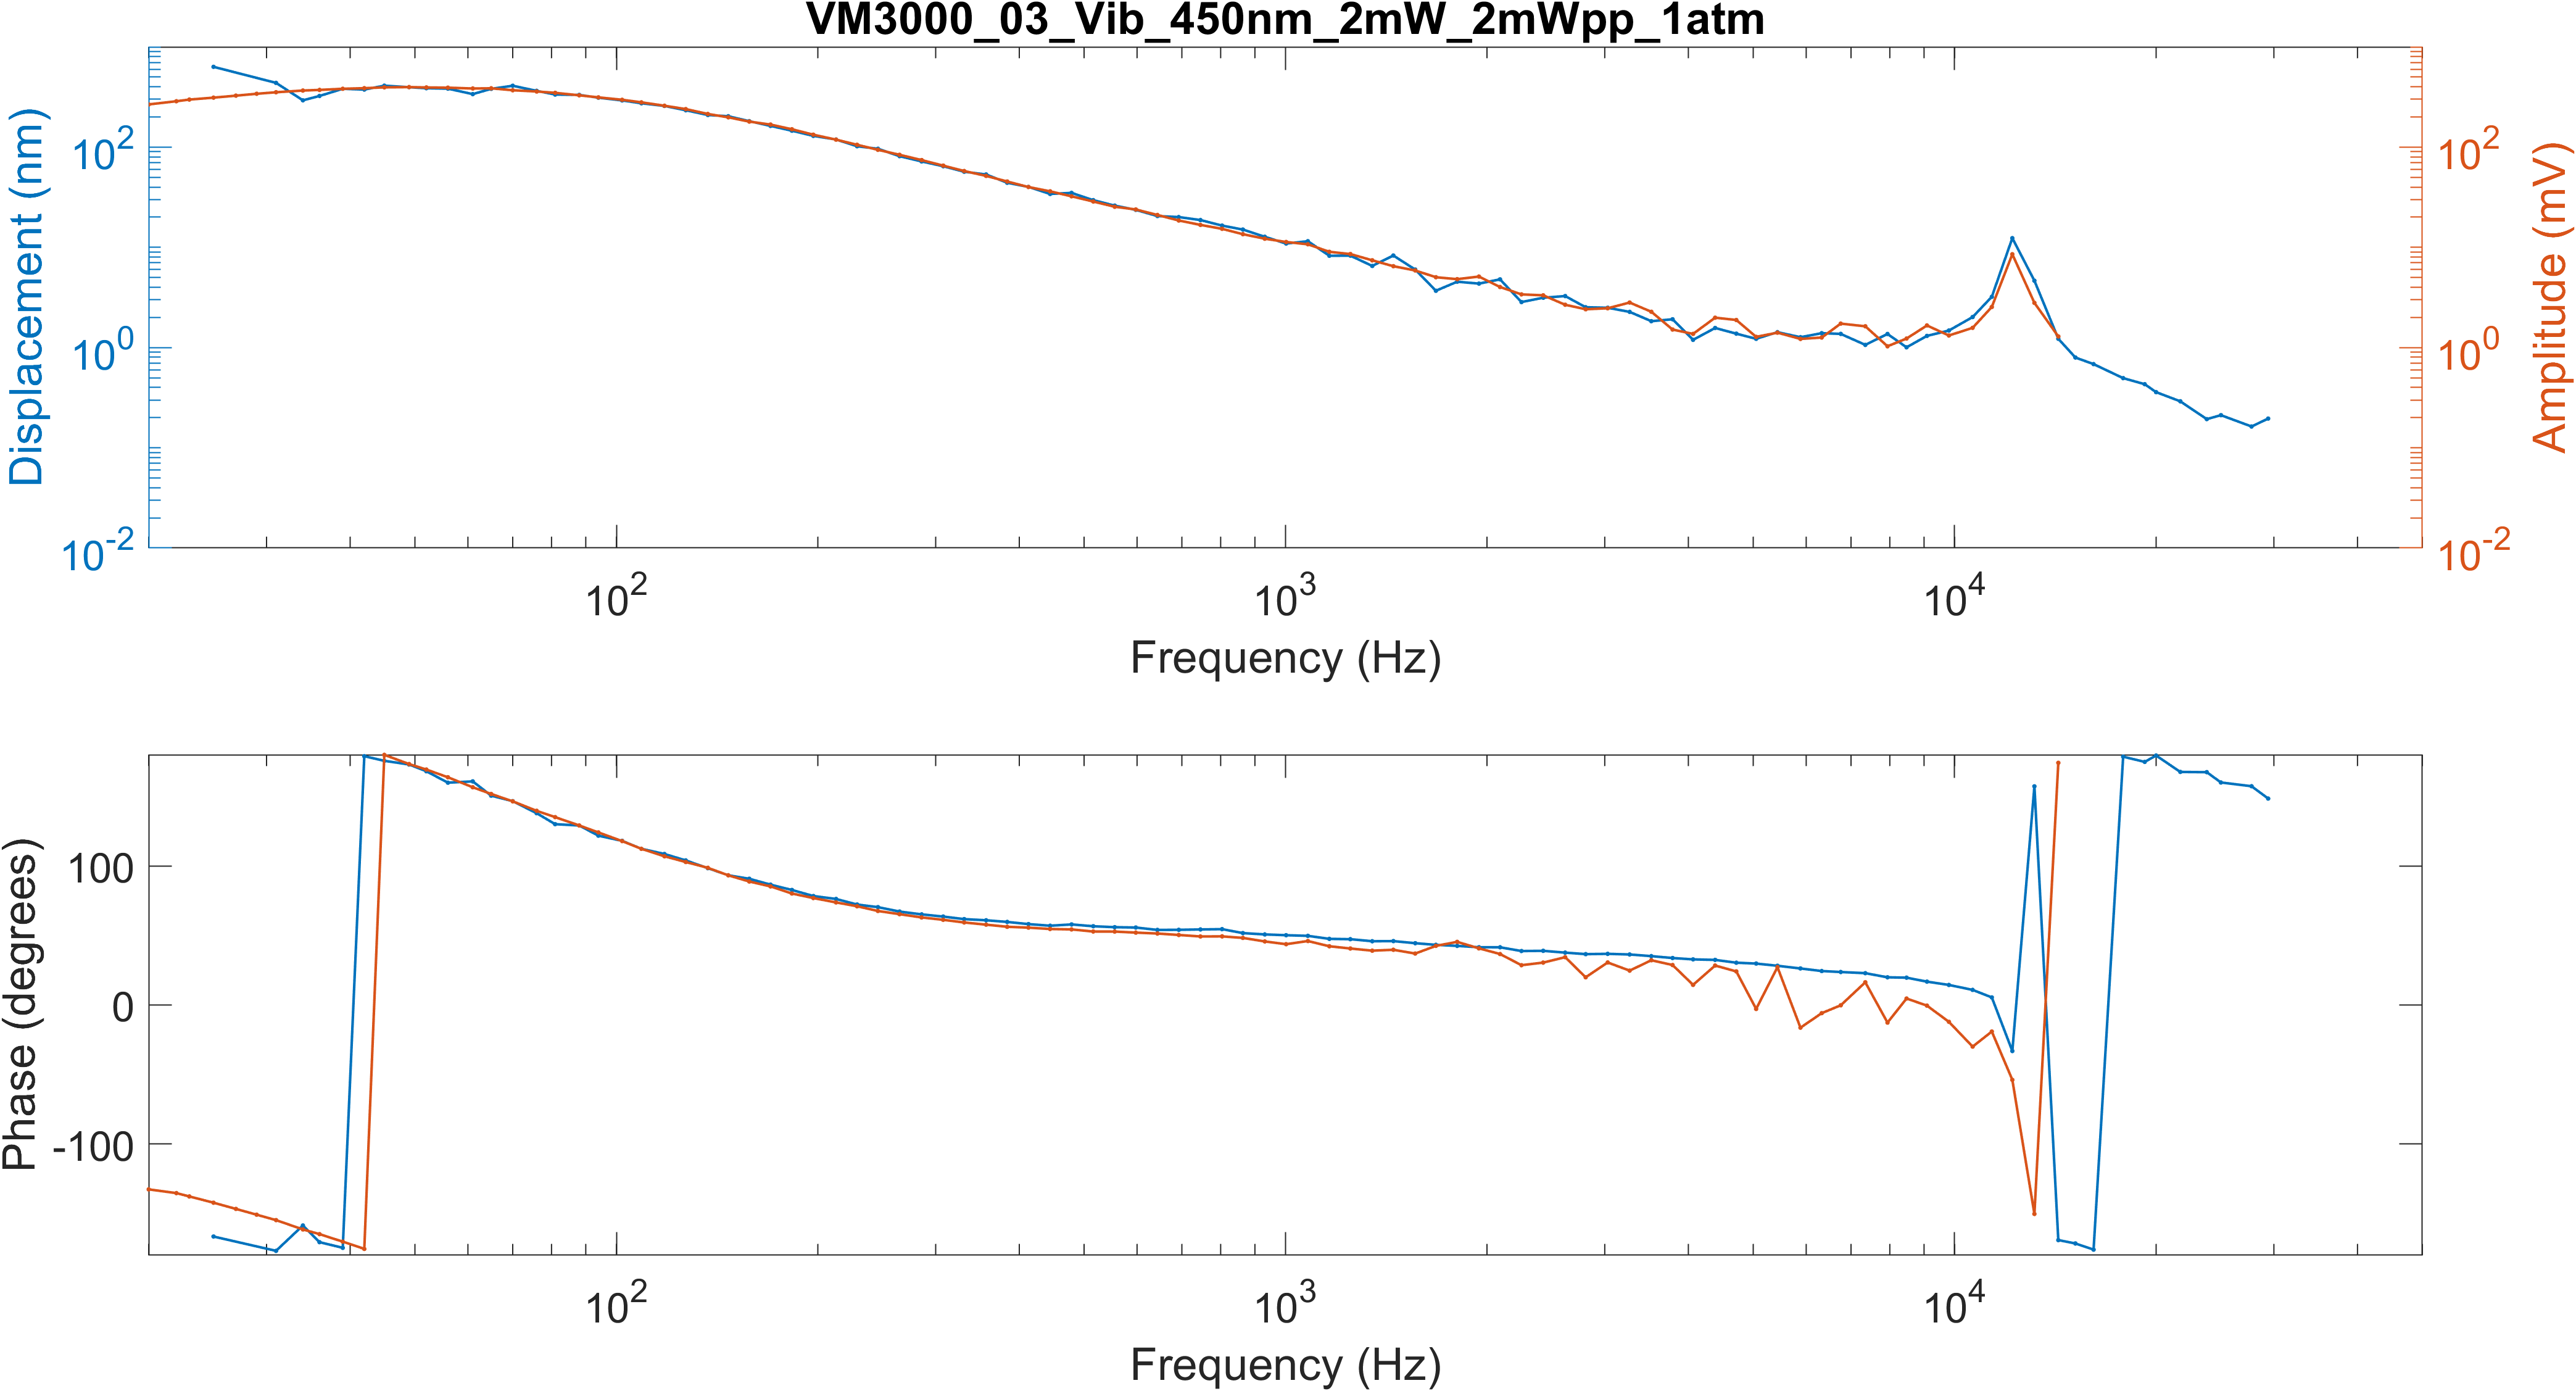 VM3000_03_Vib_450nm_2mW_2mWpp_1atm
Displacement (nm)
10^2
10^0
10^-2
10^2
10^0
10^-2
Amplitude (mV)
10^2
10^3
10^4
Frequency (Hz)
Phase (degrees)
100
0
-100
10^2
10^3
10^4
Frequency (Hz)